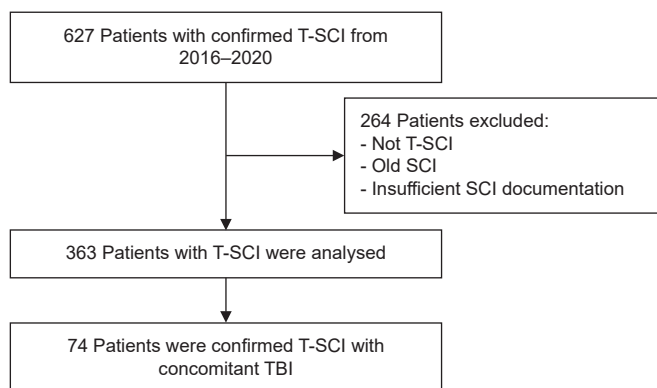 627 Patients with confirmed T-SCI from
2016–2020
264 Patients excluded:
- Not T-SCI
- Old SCI
- Insufficient SCI documentation
363 Patients with T-SCI were analysed
74 Patients were confirmed T-SCI with
concomitant TBI